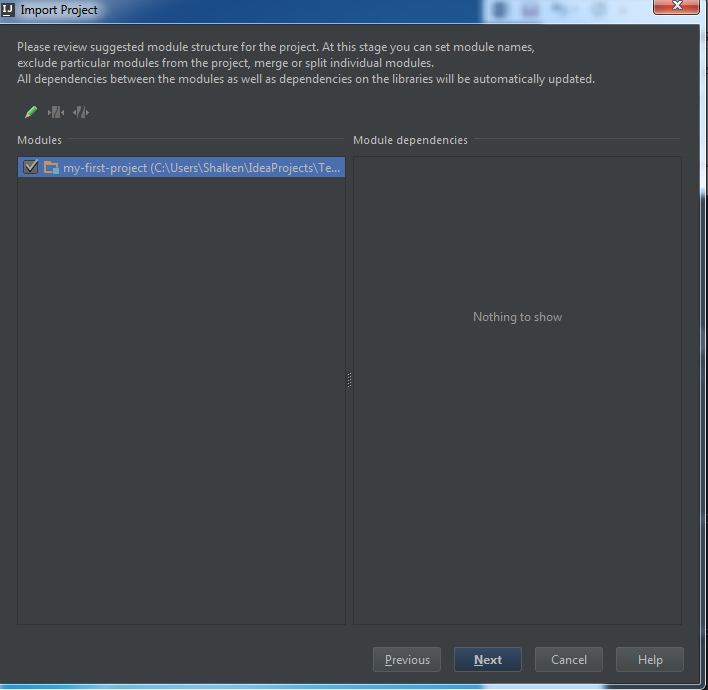 IJ Import Project
Please review suggested module structure for the project. At this stage you can set module names,
exclude particular modules from the project, merge or split individual modules.
All dependencies between the modules as well as dependencies on the libraries will be automatically updated.
Modules
Module dependencies
my-first-project (C:\Users\Shalken\IdeaProjects\Te...
Nothing to show
Previous
Next
Cancel
Help